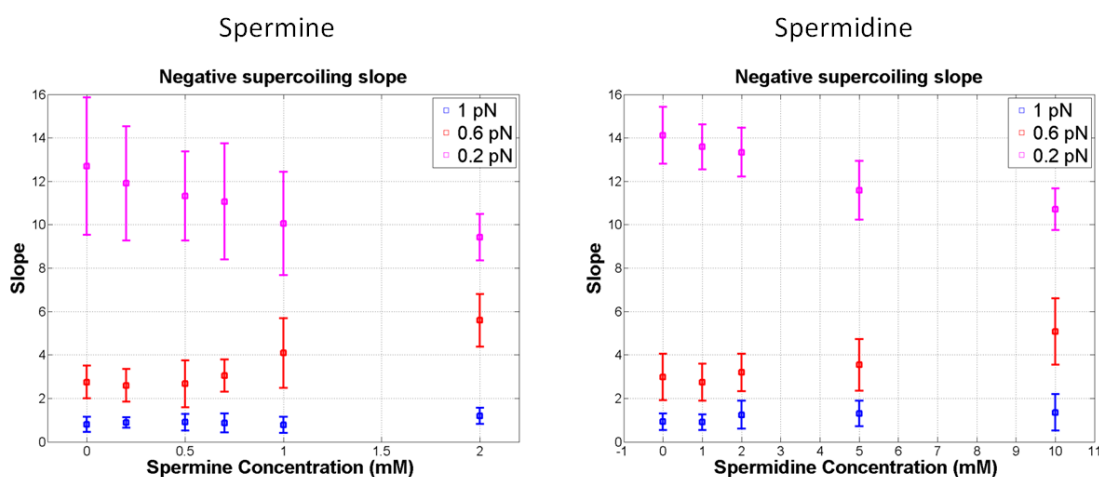 Spermine
Negative supercoiling slope
16
14
12
10
8
6
4
2
0
Slope
1 pN
0.6 pN
0.2 pN
0 0.5 1 1.5 2
Spermine Concentration (mM)
Spermidine
Negative supercoiling slope
16
14
12
10
8
6
4
2
0
Slope
1 pN
0.6 pN
0.2 pN
-1 0 1 2 3 4 5 6 7 8 9 10 11
Spermidine Concentration (mM)